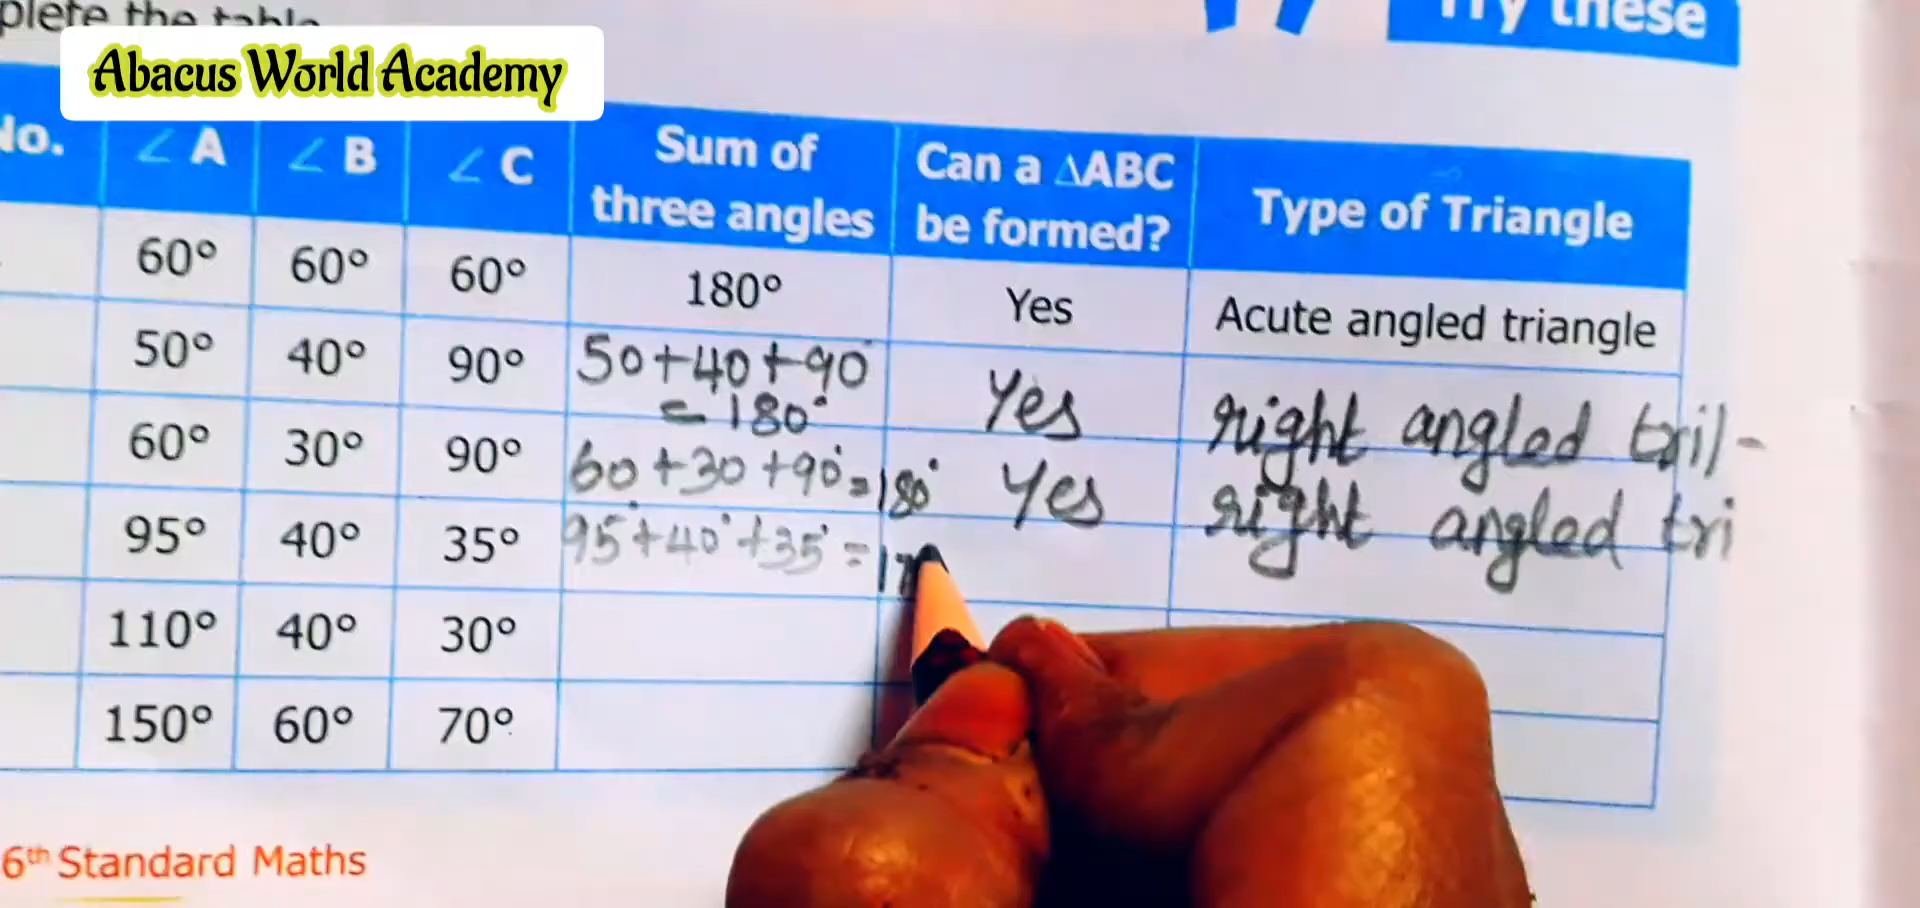 plete the table
Try these
Abacus World Academy
No. ∠A ∠B ∠C Sum of three angles Can a ΔABC be formed? Type of Triangle
60° 60° 60° 180° Yes Acute angled triangle
50° 40° 90° 50+40+90° = 180° Yes right angled tril-
60° 30° 90° 60+30+90°=180° Yes right angled tri
95° 40° 35° 95°+40°+35° =17
110° 40° 30°
150° 60° 70°
6th Standard Maths